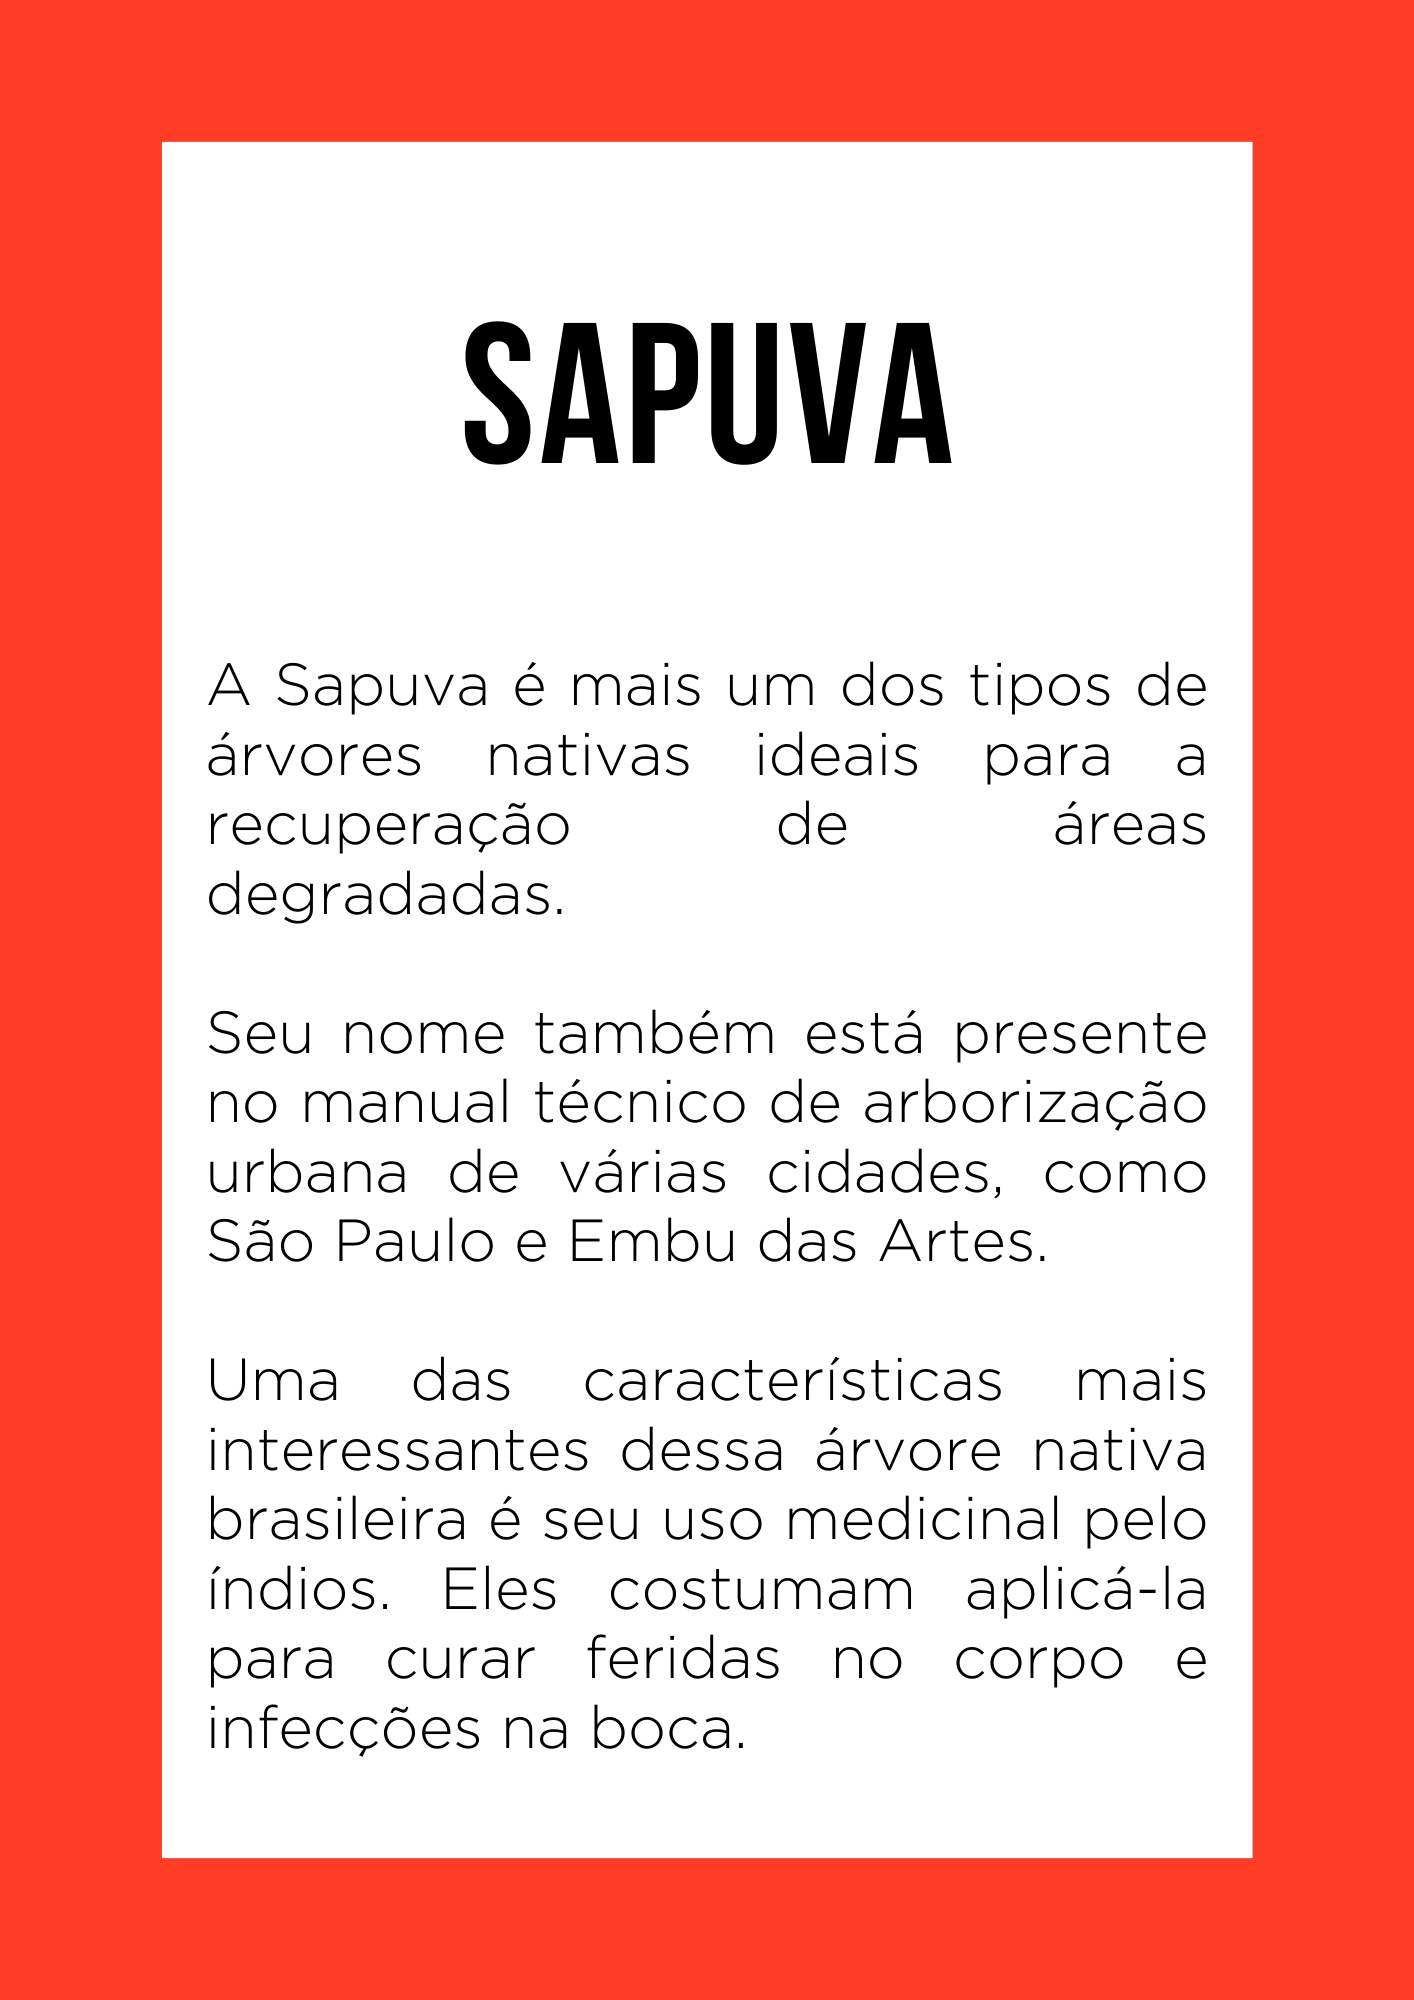 SAPUVA
A Sapuva é mais um dos tipos de
árvores nativas ideais para a
recuperação de áreas
degradadas.
Seu nome também está presente
no manual técnico de arborização
urbana de várias cidades, como
São Paulo e Embu das Artes.
Uma das características mais
interessantes dessa árvore nativa
brasileira é seu uso medicinal pelo
índios. Eles costumam aplicá-la
para curar feridas no corpo e
infecções na boca.